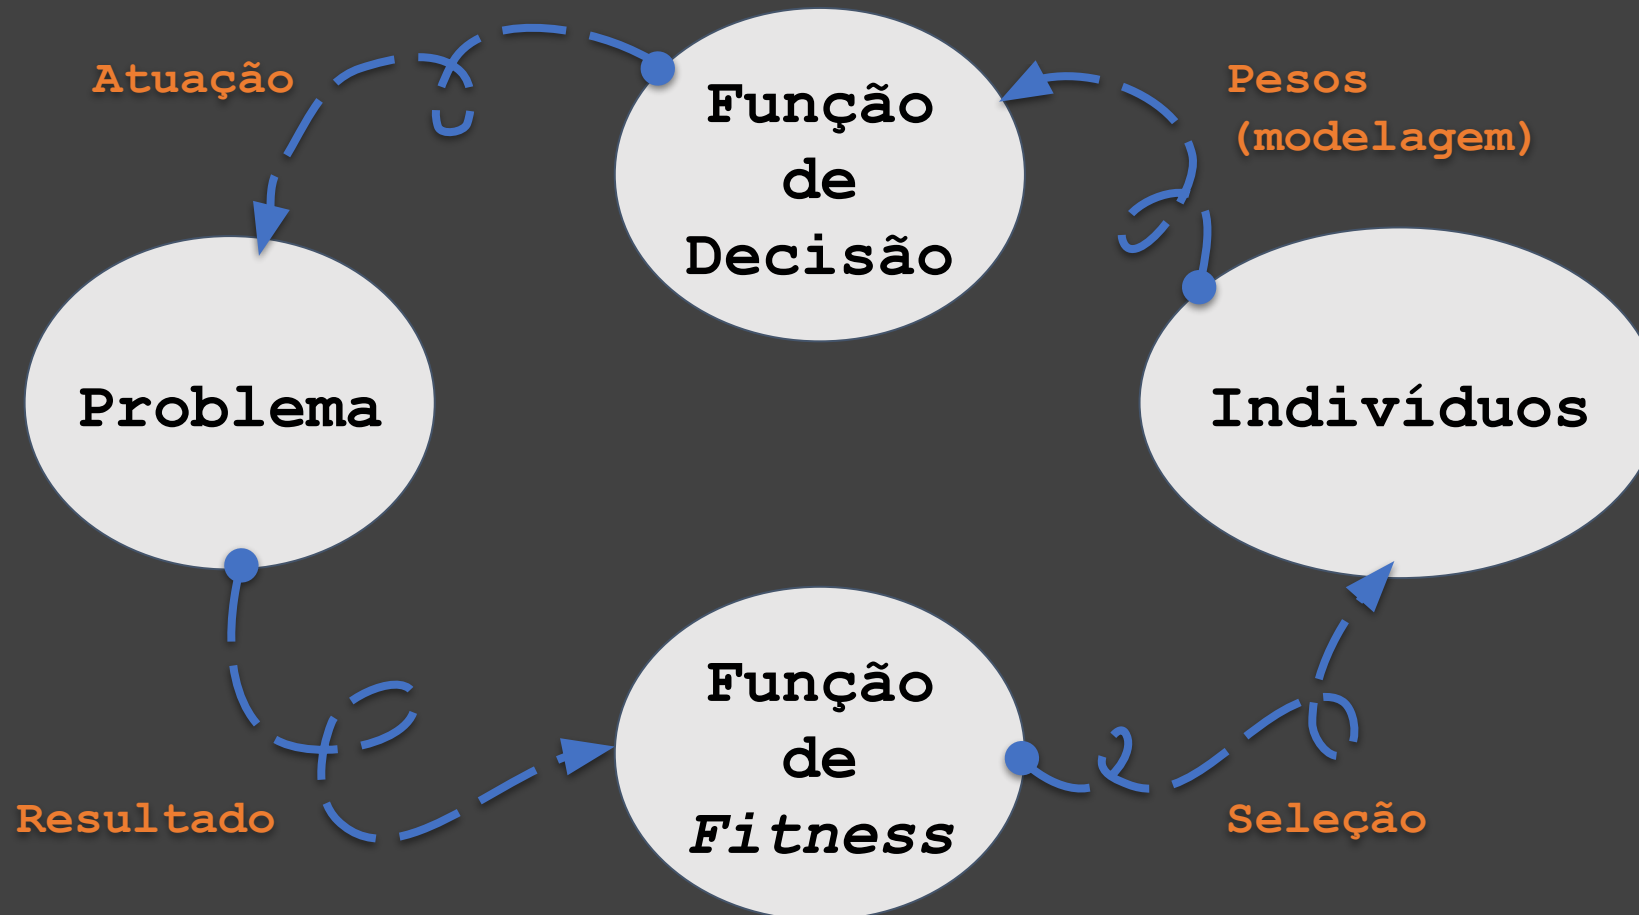 Atuação
Função
de
Decisão
Pesos
(modelagem)
Problema
Indivíduos
Resultado
Função
de
Fitness
Seleção